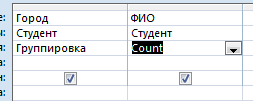 е: Город ФИО
ы: Студент Студент
я: Группировка Count
а:
н:
а: